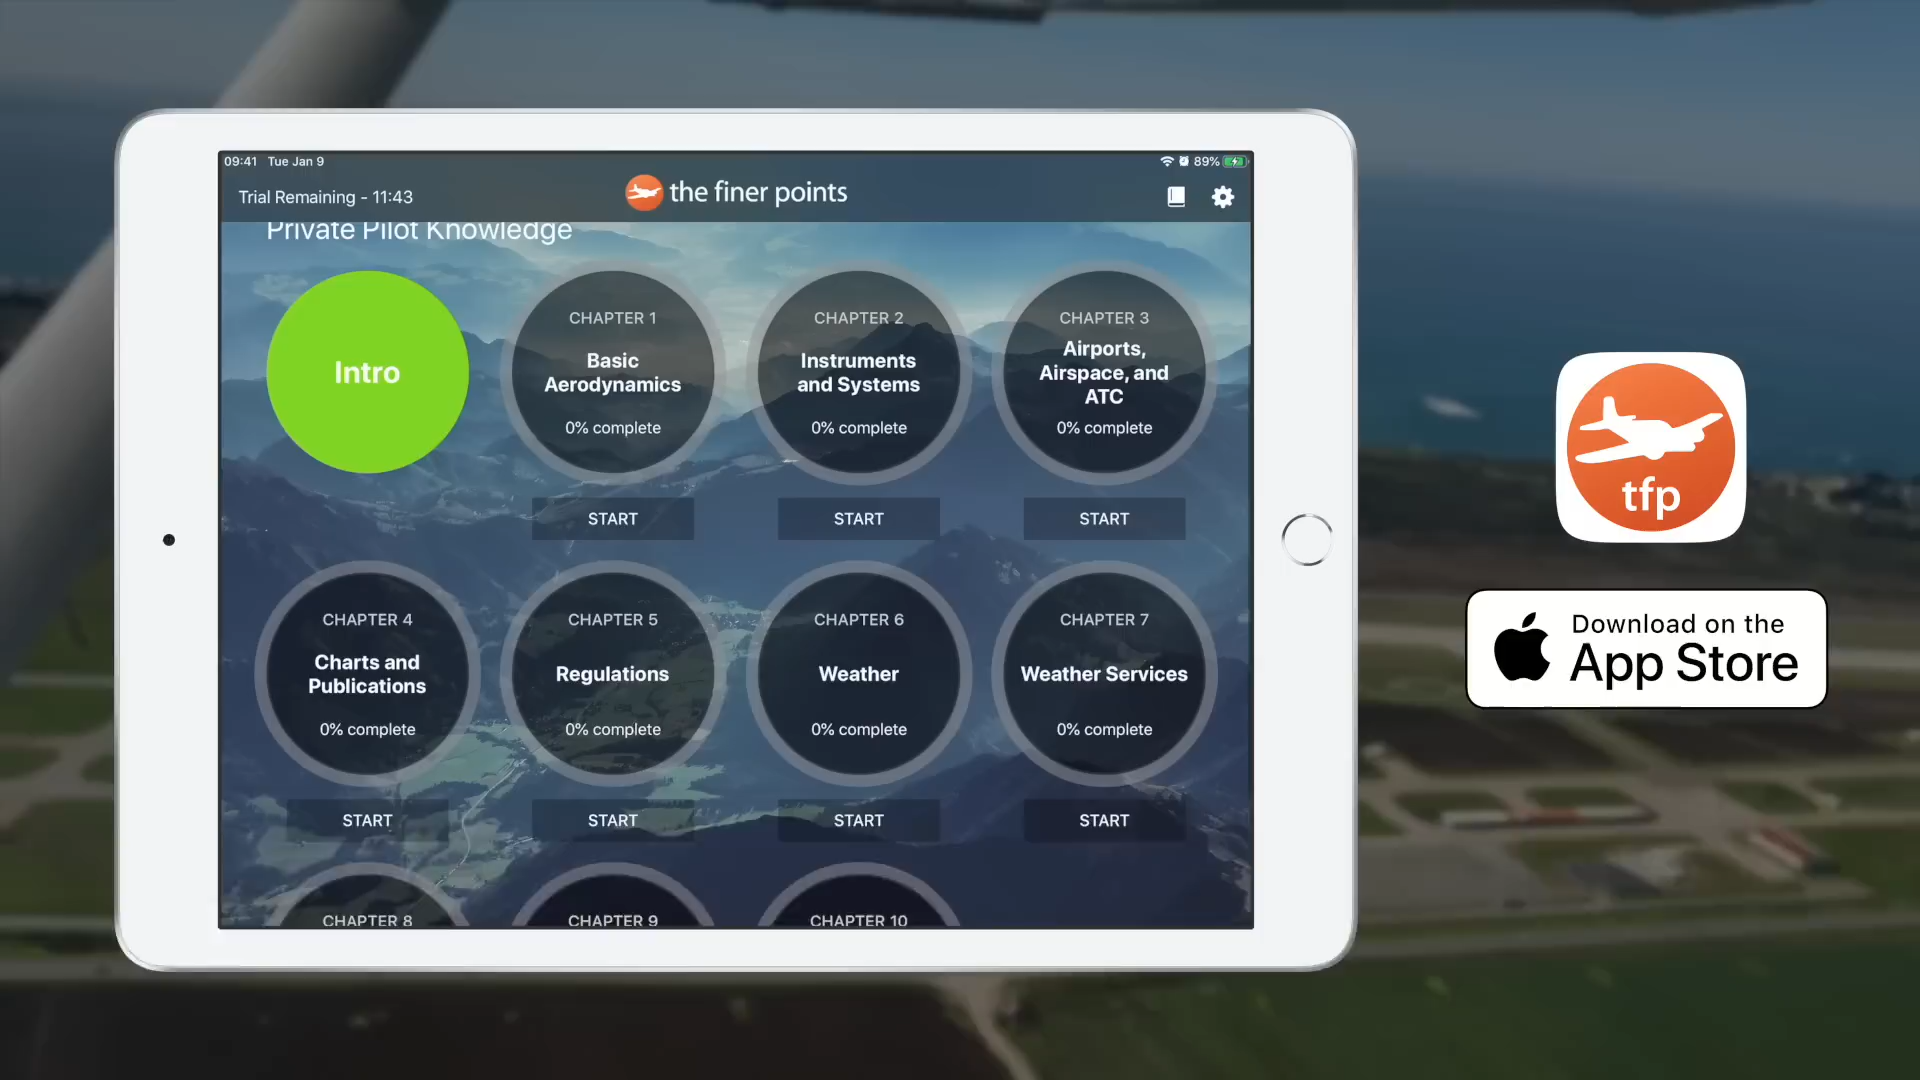 09:41 Tue Jan 9
89%
Trial Remaining - 11:43
the finer points
Private Pilot Knowledge
Intro
CHAPTER 1
Basic
Aerodynamics
0% complete
START
CHAPTER 2
Instruments
and Systems
0% complete
START
CHAPTER 3
Airports,
Airspace, and
ATC
0% complete
START
CHAPTER 4
Charts and
Publications
0% complete
START
CHAPTER 5
Regulations
0% complete
START
CHAPTER 6
Weather
0% complete
START
CHAPTER 7
Weather Services
0% complete
START
CHAPTER 8
CHAPTER 9
CHAPTER 10
tfp
Download on the
App Store